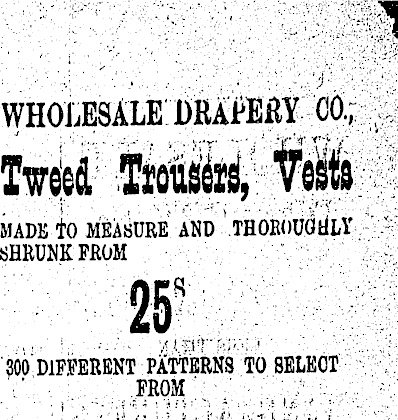 WHOLESALE DRAPERY CO.,
Tweed Trousers, Vests
MADE TO MEASURE AND THOROUGHLY
SHRUNK FROM
25s
300 DIFFERENT PATTERNS TO SELECT
FROM